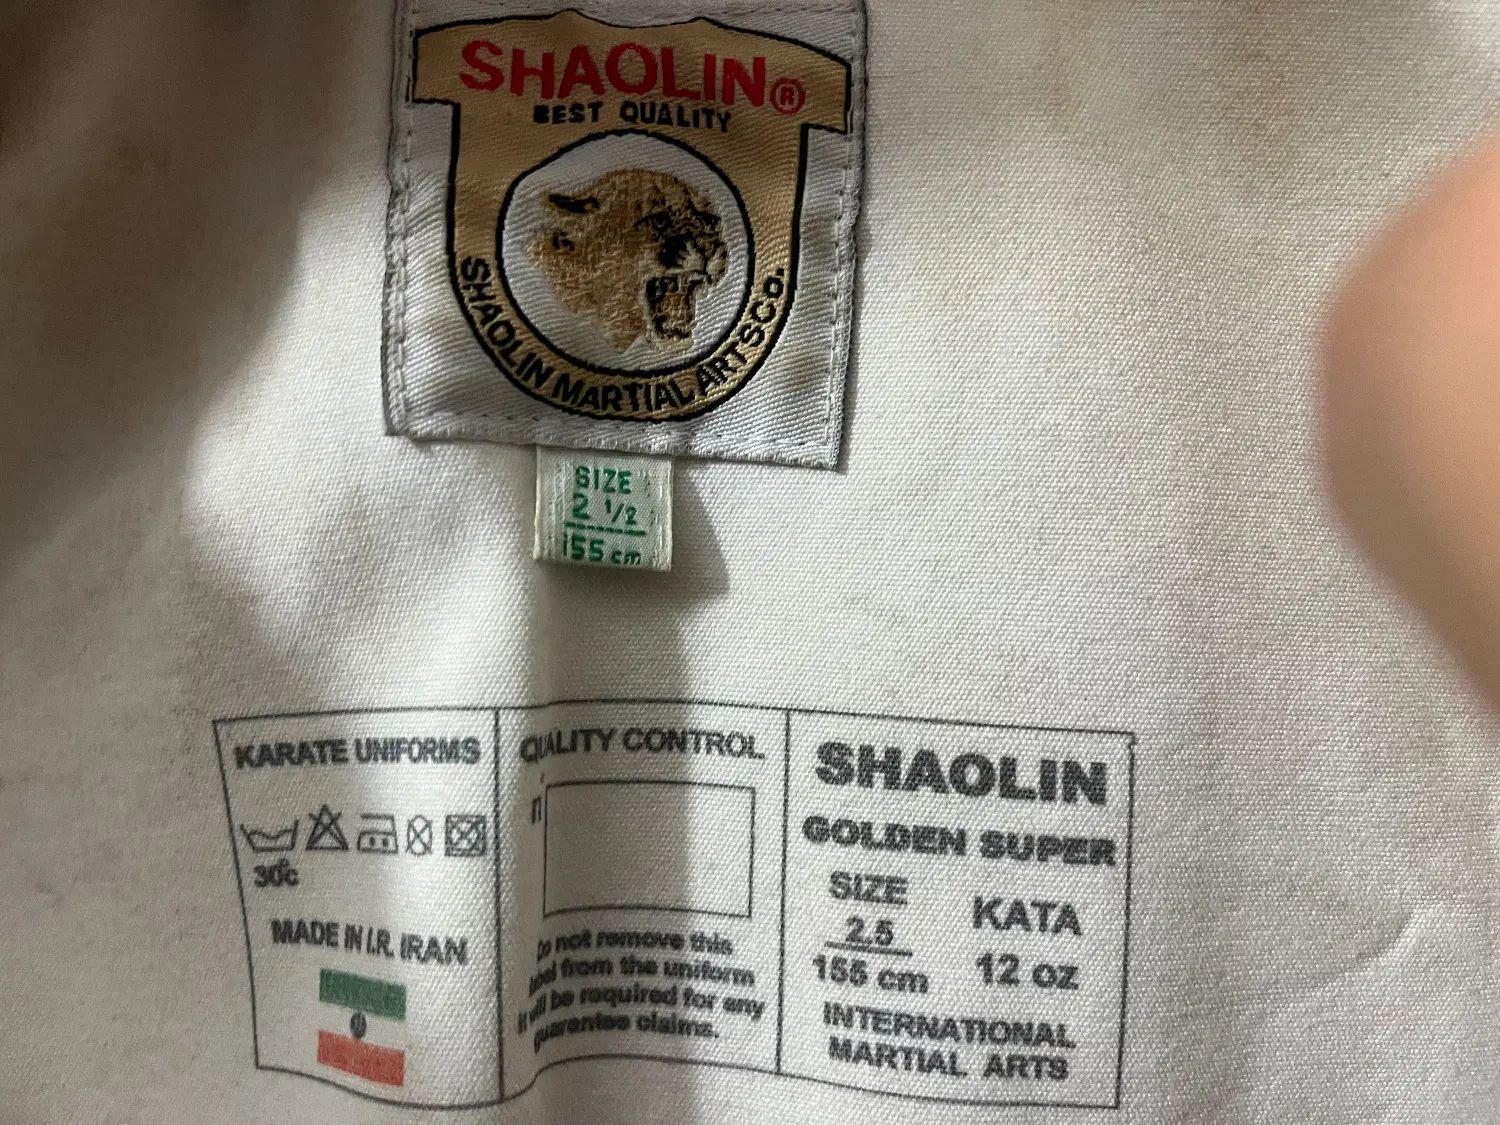 SHAOLIN®
BEST QUALITY
SHAOLIN MARTIAL ARTS Co.
SIZE
2 1/2
155 cm
KARATE UNIFORMS
30°c
MADE IN I.R. IRAN
QUALITY CONTROL
Do not remove this
label from the uniform
It will be required for any
guarantee claims.
SHAOLIN
GOLDEN SUPER
SIZE
2.5
155 cm
KATA
12 oz
INTERNATIONAL
MARTIAL ARTS